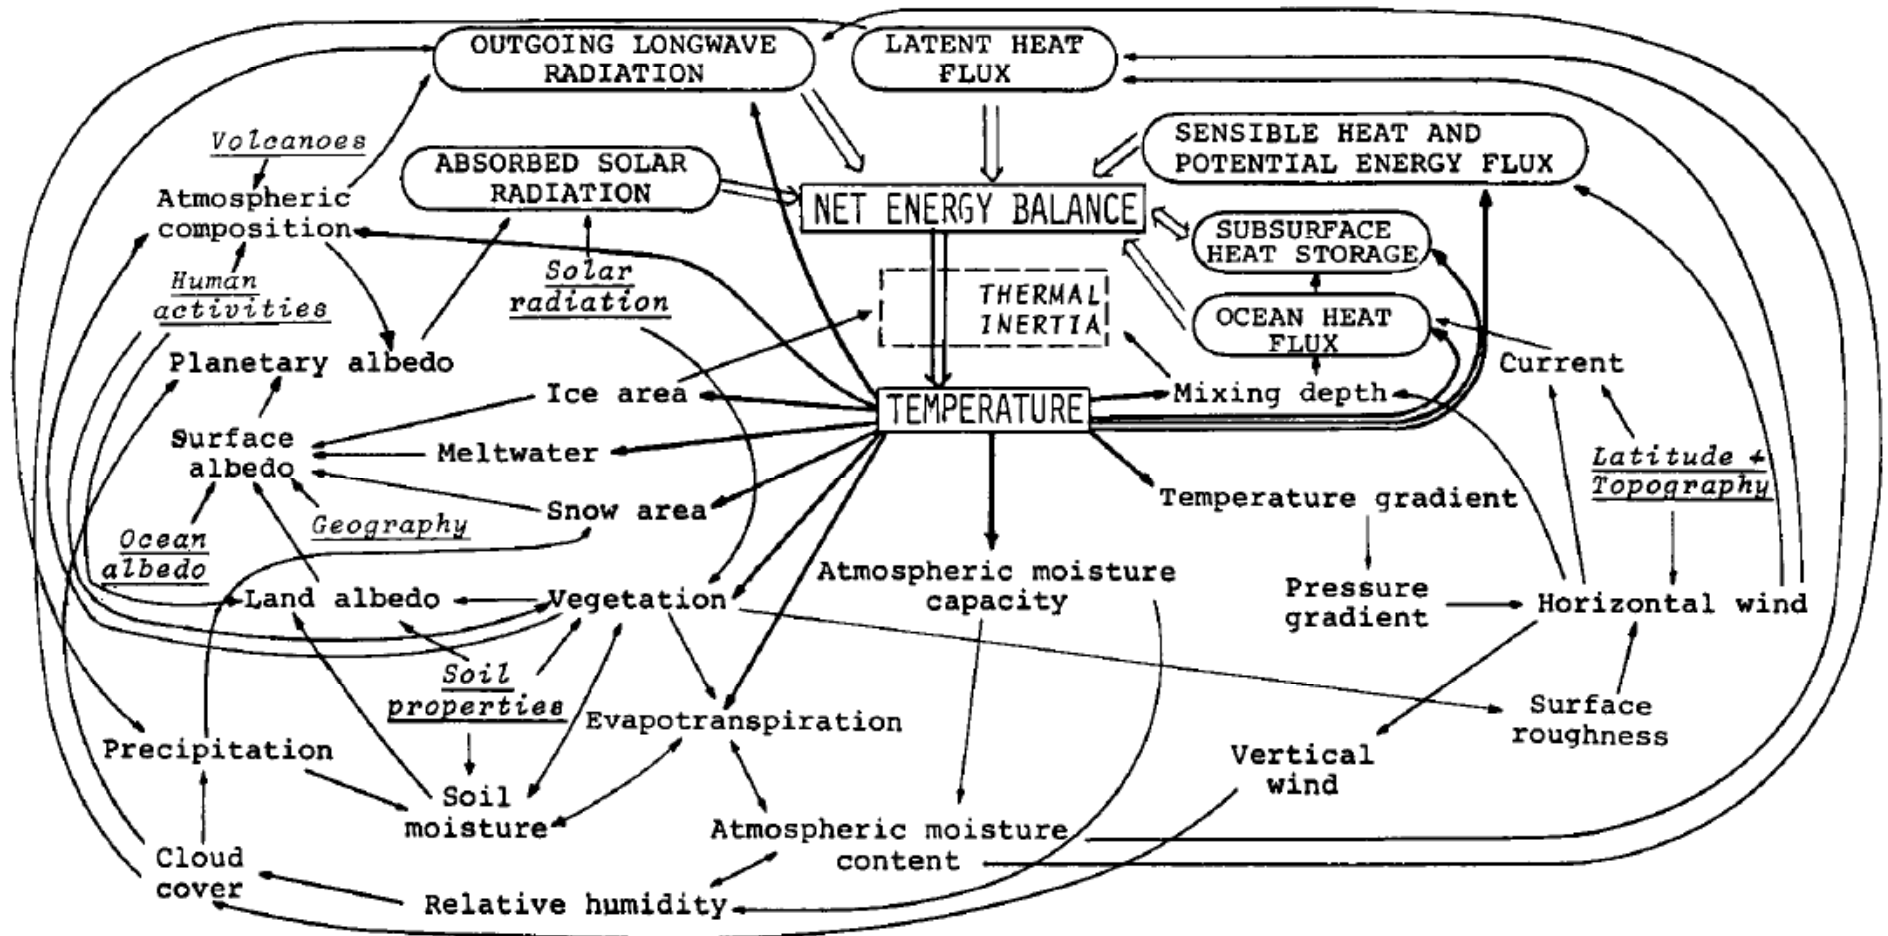 OUTGOING LONGWAVE
RADIATION
LATENT HEAT
FLUX
SENSIBLE HEAT AND
POTENTIAL ENERGY FLUX
Volcanoes
ABSORBED SOLAR
RADIATION
Atmospheric
composition
NET ENERGY BALANCE
SUBSURFACE
HEAT STORAGE
Human
activities
Solar
radiation
THERMAL
INERTIA
OCEAN HEAT
FLUX
Planetary albedo
Current
Ice area
TEMPERATURE
Mixing depth
Surface
albedo
Meltwater
Latitude +
Topography
Snow area
Temperature gradient
Geography
Ocean
albedo
Land albedo
Vegetation
Atmospheric moisture
capacity
Pressure
gradient
Horizontal wind
Soil
properties
Evapotranspiration
Surface
roughness
Precipitation
Vertical
wind
Soil
moisture
Atmospheric moisture
content
Cloud
cover
Relative humidity